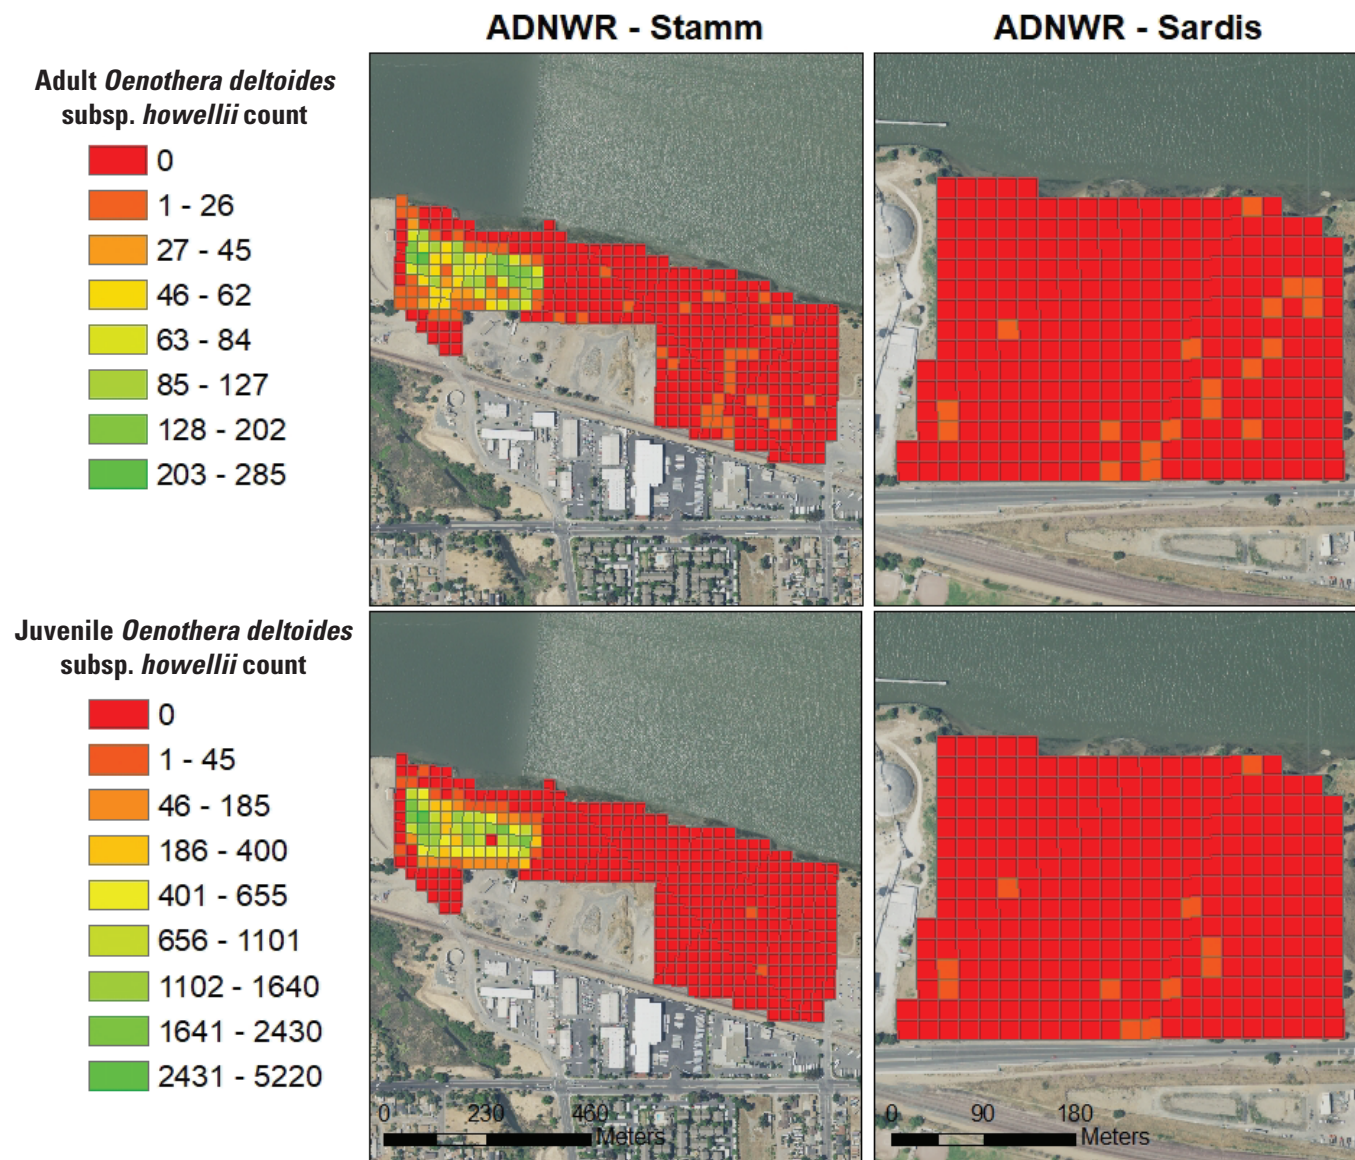 ADNWR - Stamm
ADNWR - Sardis
Adult Oenothera deltoides
subsp. howellii count
0
1 - 26
27 - 45
46 - 62
63 - 84
85 - 127
128 - 202
203 - 285
Juvenile Oenothera deltoides
subsp. howellii count
0
1 - 45
46 - 185
186 - 400
401 - 655
656 - 1101
1102 - 1640
1641 - 2430
2431 - 5220
0 230 460
Meters
0 90 180
Meters